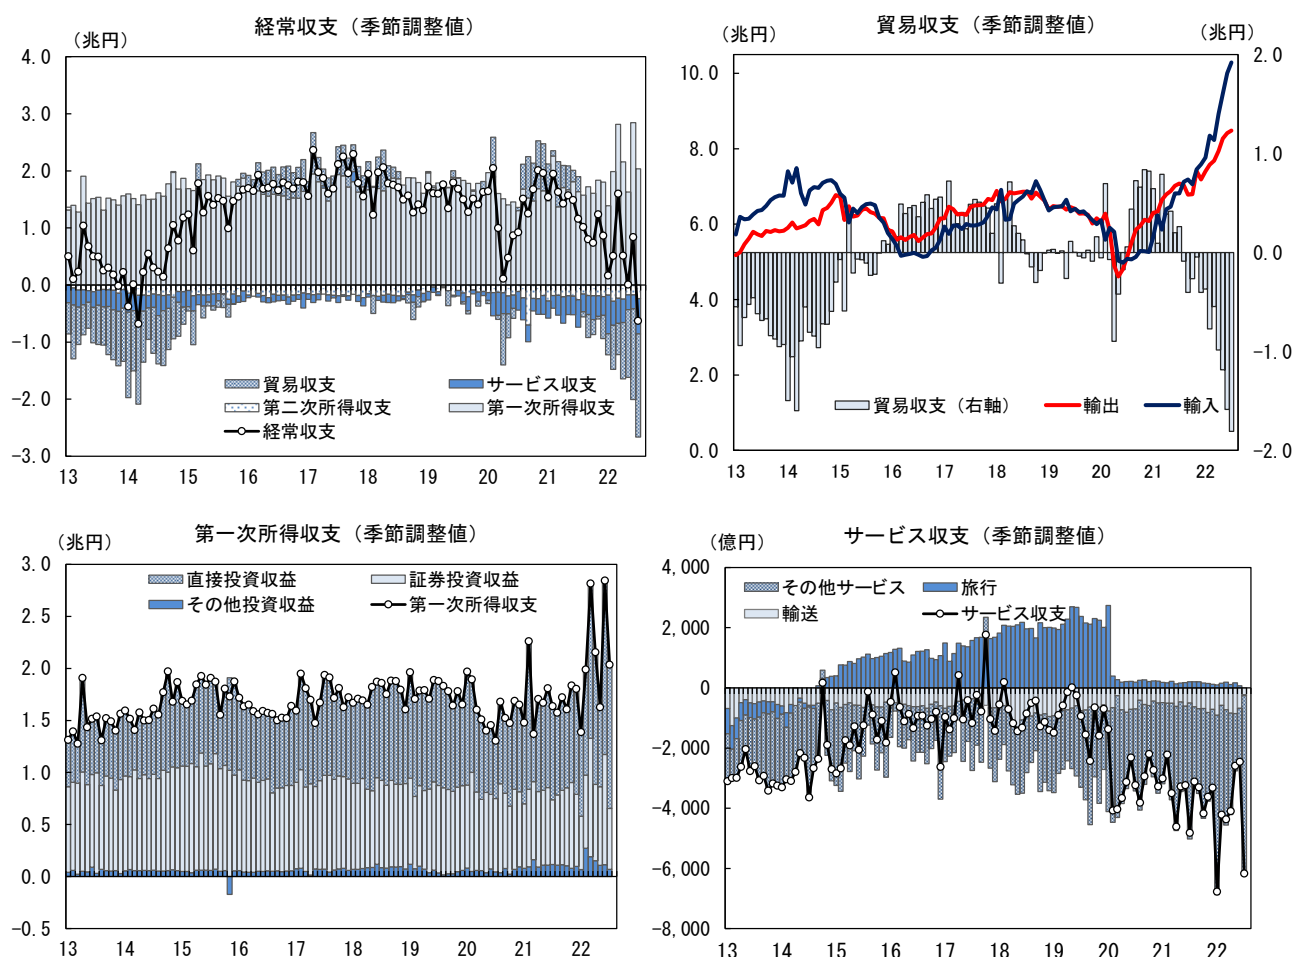 経常収支（季節調整値）
（兆円）
4.0
3.0
2.0
1.0
0.0
-1.0
-2.0
-3.0
貿易収支
サービス収支
第二次所得収支
第一次所得収支
経常収支
13 14 15 16 17 18 19 20 21 22
貿易収支（季節調整値）
（兆円）
（兆円）
10.0
8.0
6.0
4.0
2.0
0.0
2.0
1.0
0.0
-1.0
-2.0
貿易収支（右軸）
輸出
輸入
13 14 15 16 17 18 19 20 21 22
第一次所得収支（季節調整値）
（兆円）
3.0
2.5
2.0
1.5
1.0
0.5
0.0
-0.5
直接投資収益
証券投資収益
その他投資収益
第一次所得収支
13 14 15 16 17 18 19 20 21 22
サービス収支（季節調整値）
（億円）
4,000
2,000
0
-2,000
-4,000
-6,000
-8,000
その他サービス
旅行
輸送
サービス収支
13 14 15 16 17 18 19 20 21 22